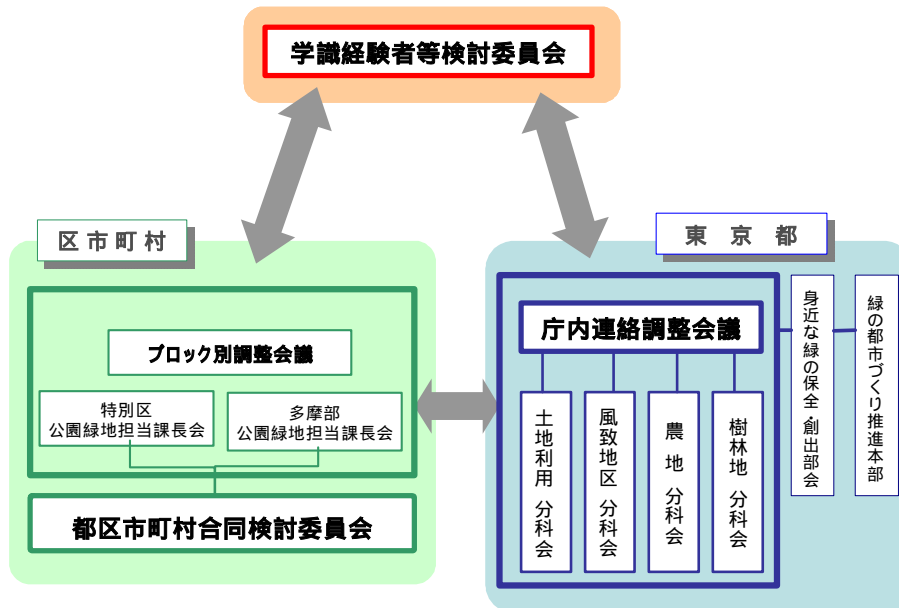 学識経験者等検討委員会
区市町村
ブロック別調整会議
特別区
公園緑地担当課長会
多摩部
公園緑地担当課長会
都区市町村合同検討委員会
東京都
庁内連絡調整会議
土地利用 分科会
風致地区 分科会
農地 分科会
樹林地 分科会
身近な緑の保全・創出部会
緑の都市づくり推進本部